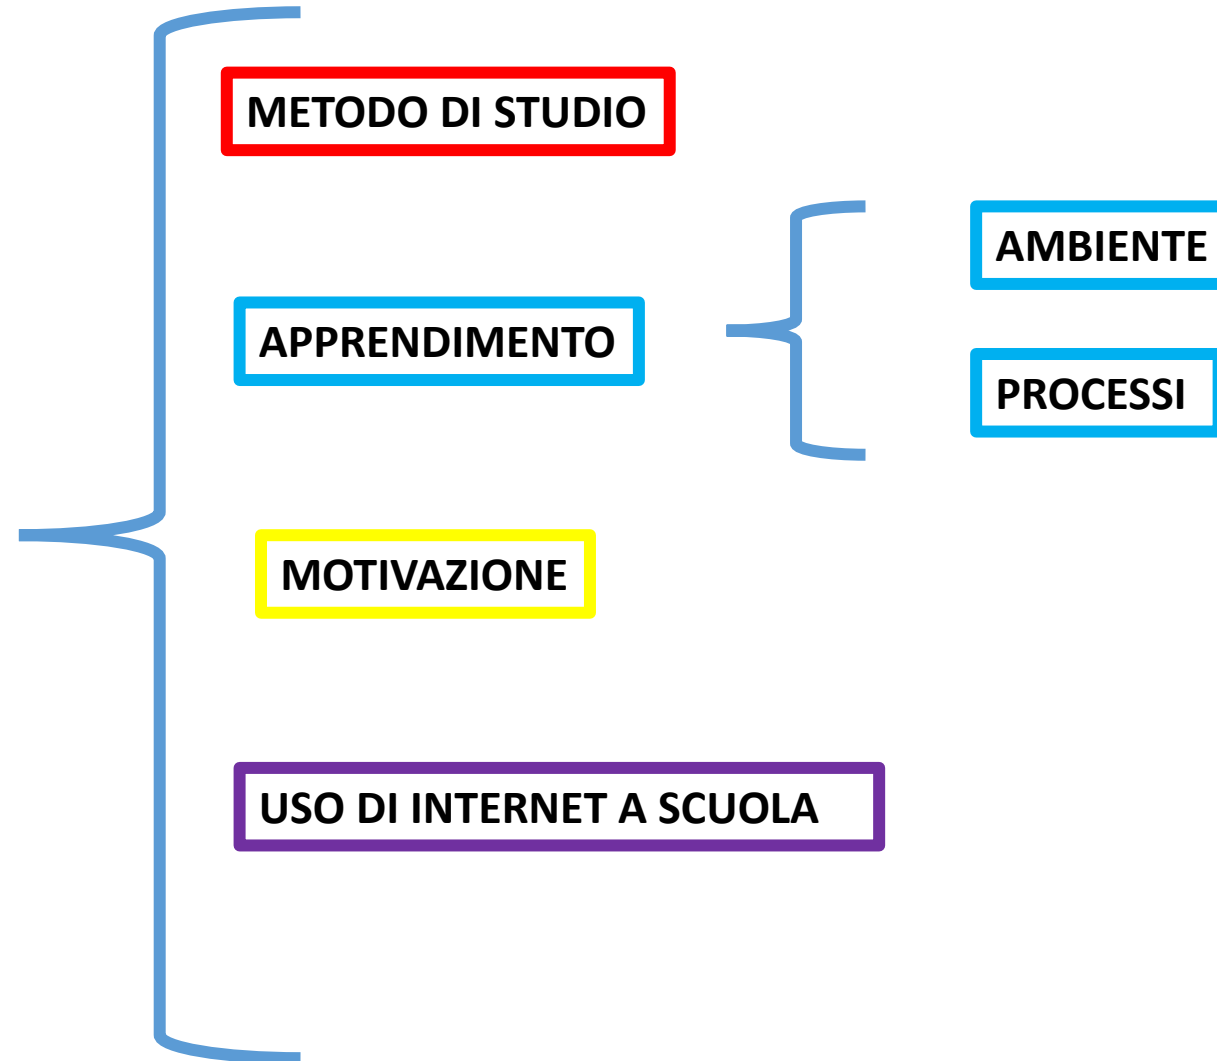 METODO DI STUDIO
AMBIENTE
APPRENDIMENTO
PROCESSI
MOTIVAZIONE
USO DI INTERNET A SCUOLA